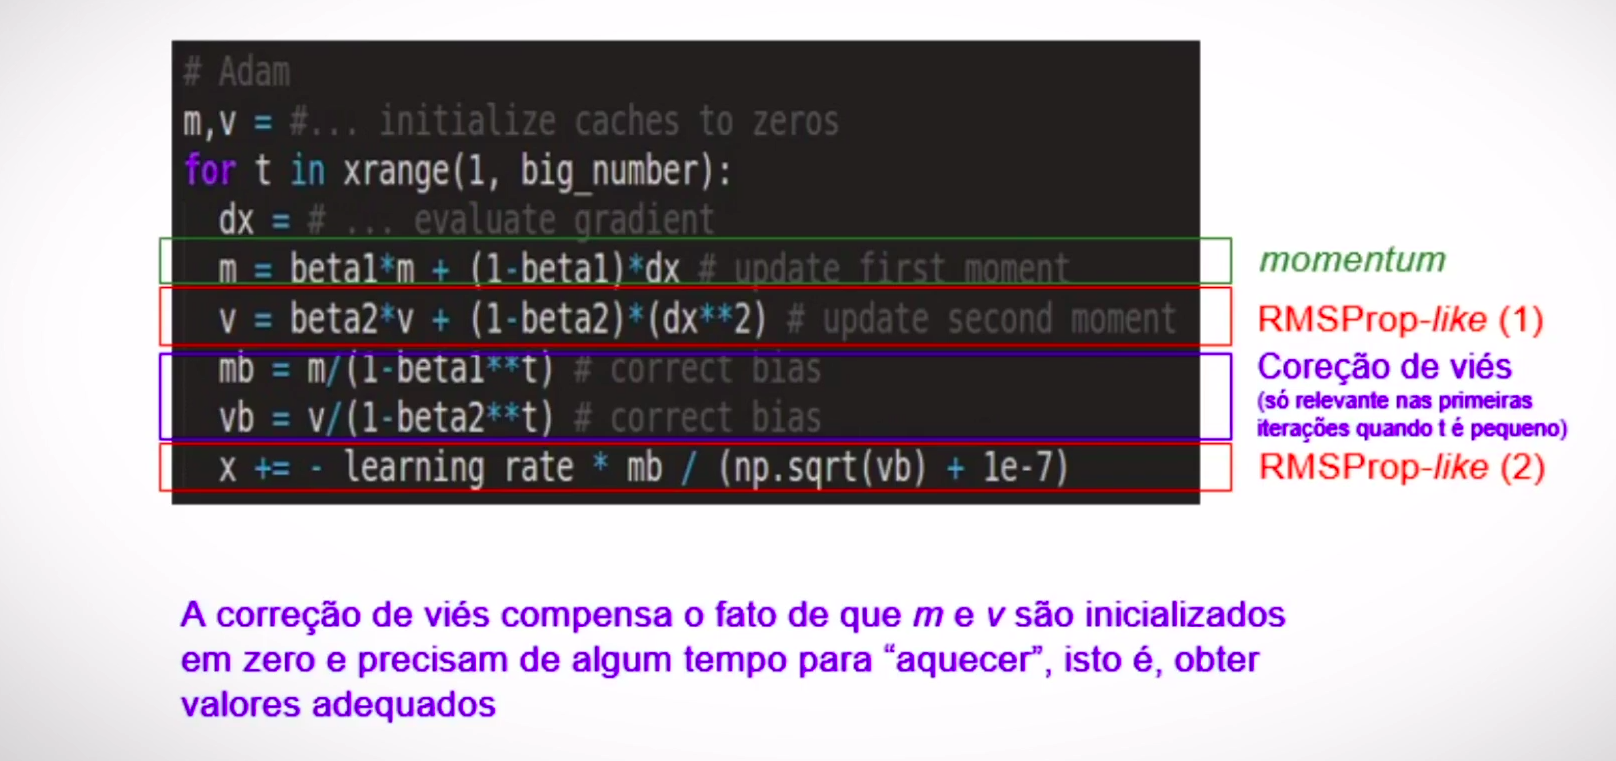 # Adam
m,v = #... initialize caches to zeros
for t in xrange(1, big_number):
dx = # ... evaluate gradient
m = beta1*m + (1-beta1)*dx # update first moment
momentum
v = beta2*v + (1-beta2)*(dx**2) # update second moment
RMSProp-like (1)
mb = m/(1-beta1**t) # correct bias
vb = v/(1-beta2**t) # correct bias
Coreção de viés
(só relevante nas primeiras
iterações quando t é pequeno)
x += - learning_rate * mb / (np.sqrt(vb) + 1e-7)
RMSProp-like (2)
A correção de viés compensa o fato de que m e v são inicializados
em zero e precisam de algum tempo para “aquecer”, isto é, obter
valores adequados